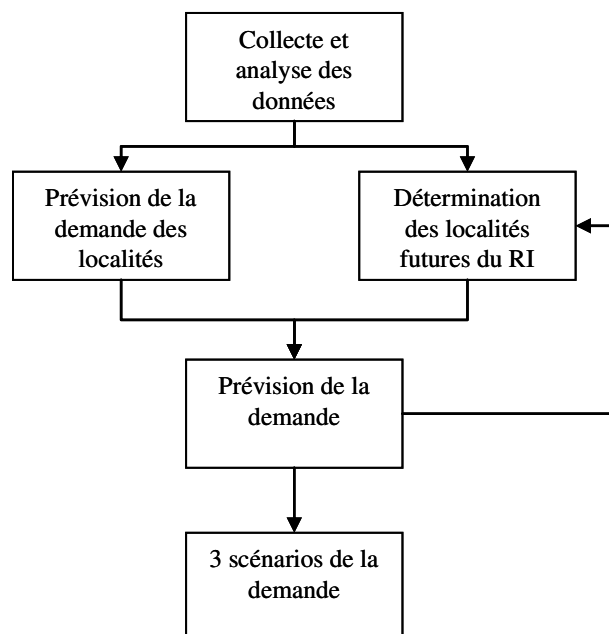 Collecte et
analyse des
données
Prévision de la
demande des
localités
Détermination
des localités
futures du RI
Prévision de la
demande
3 scénarios de la
demande